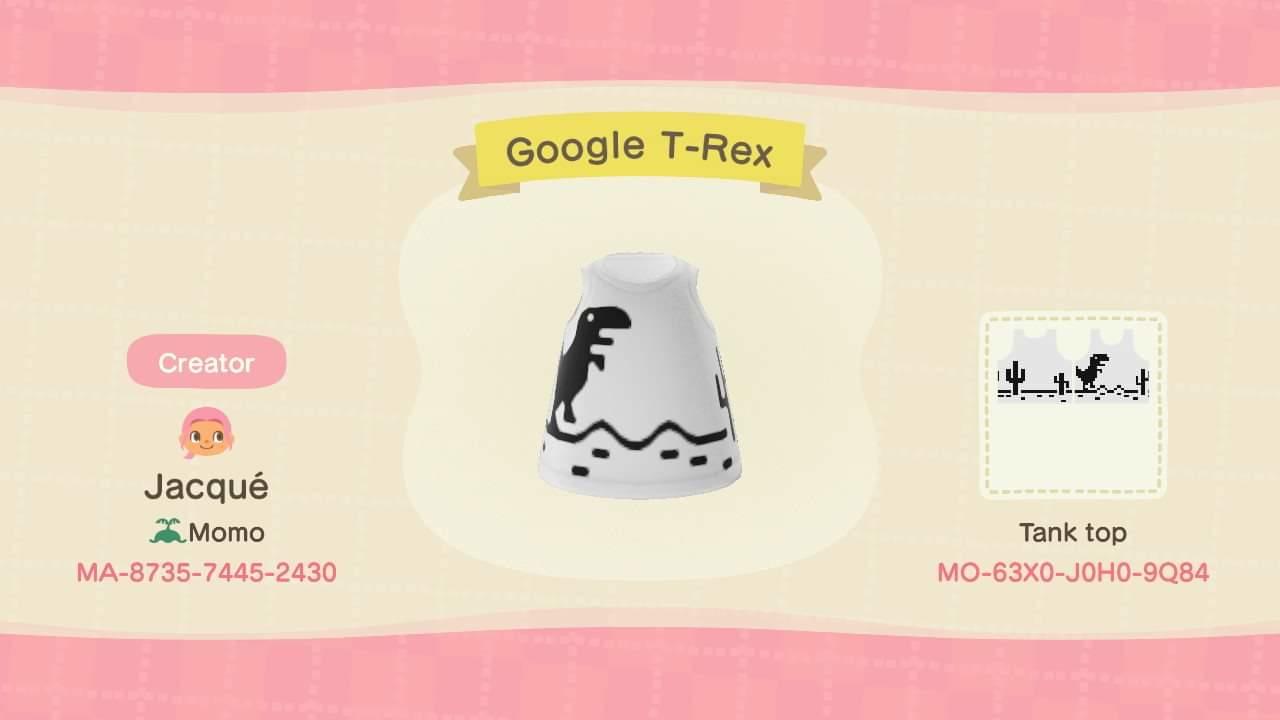 Google T-Rex
Creator
Jacqué
Momo
MA-8735-7445-2430
Tank top
MO-63X0-J0H0-9Q84